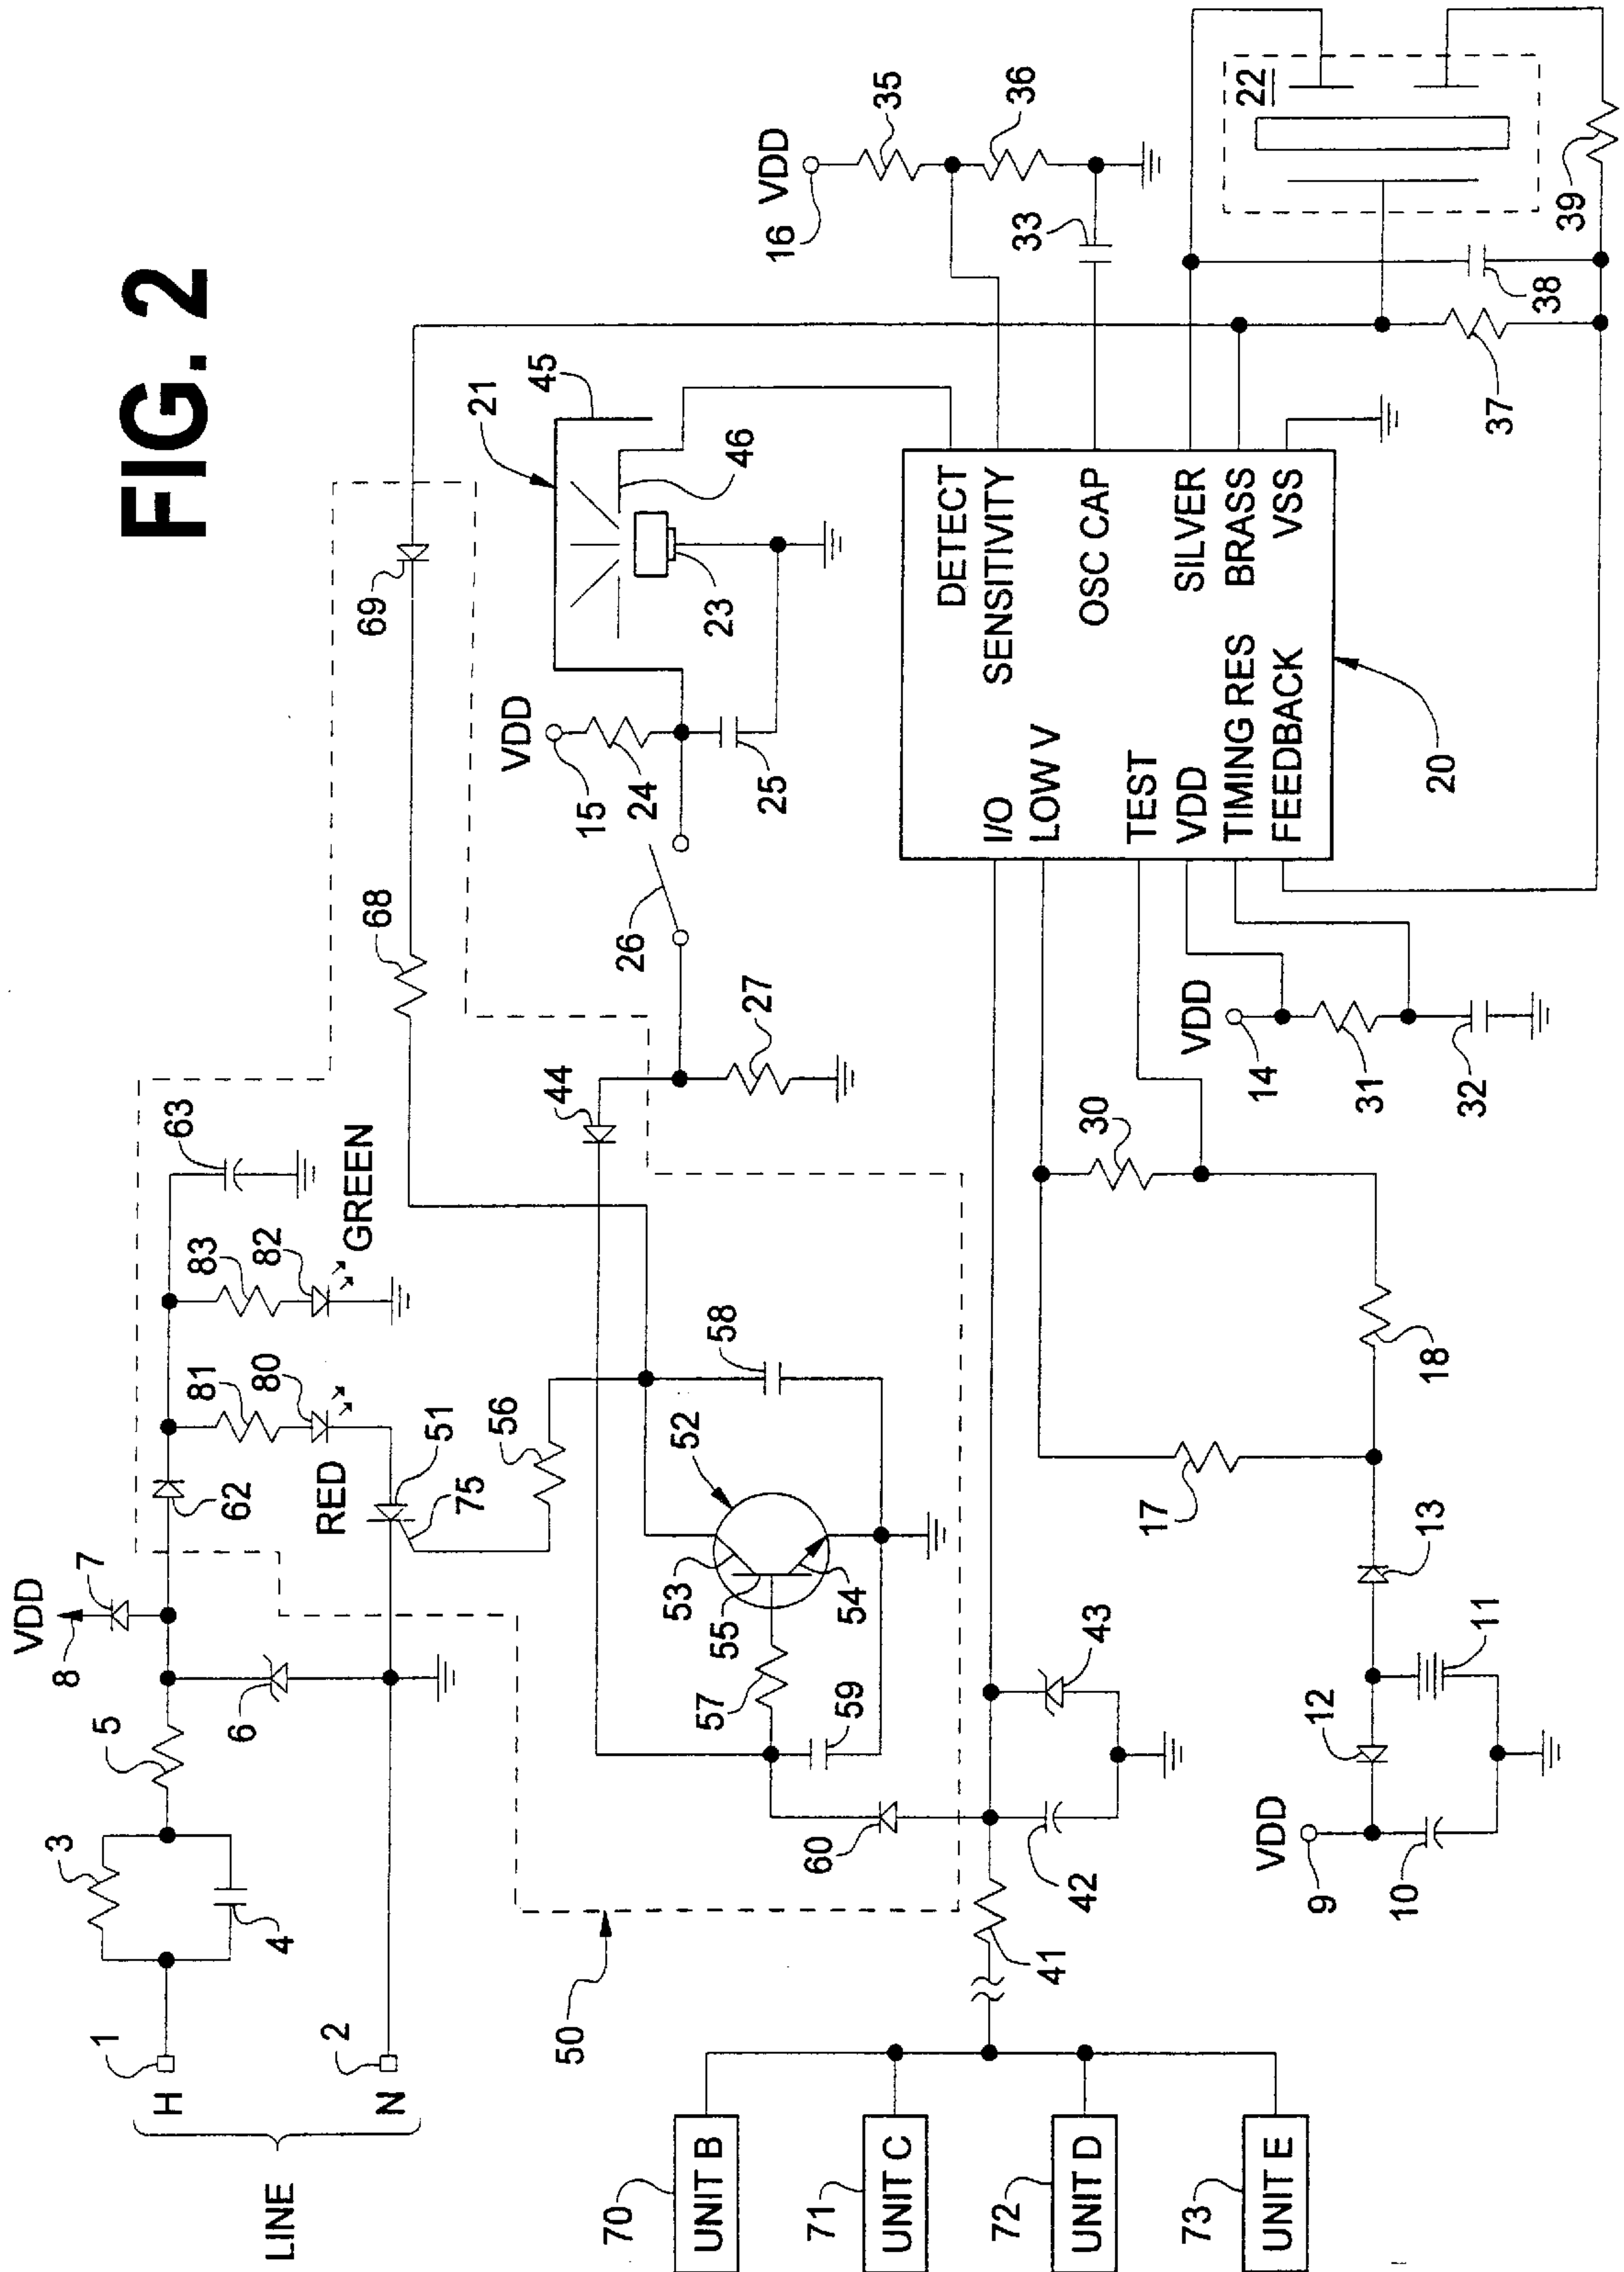 FIG. 2
LINE
H
N
1
2
3
4
5
6
7
8
VDD
62
63
81
80
83
82
GREEN
RED
51
75
56
68
69
50
52
53
54
55
57
58
59
60
44
21
45
46
23
VDD
15
24
25
26
27
VDD
16
35
36
33
22
39
38
37
DETECT
SENSITIVITY
OSC CAP
SILVER
BRASS
VSS
I/O
LOW V
TEST
VDD
TIMING RES
FEEDBACK
20
VDD
14
31
32
30
18
17
13
12
11
VDD
9
10
43
42
41
70
UNIT B
71
UNIT C
72
UNIT D
73
UNIT E